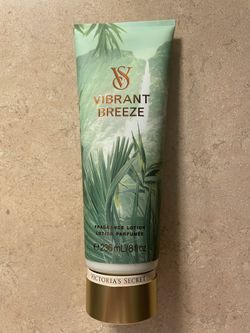 VS
VIBRANT
BREEZE
FRAGRANCE LOTION
LOTION PARFUMÉE
℮236 mL/8 fl oz
VICTORIA'S SECRET